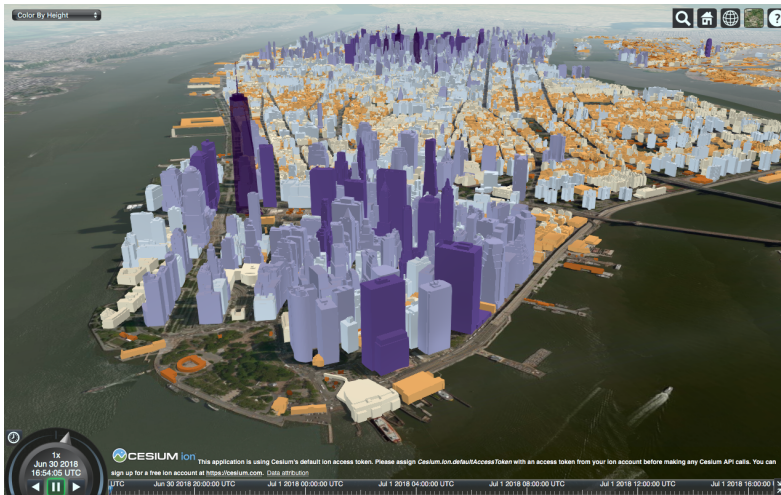 Color By Height
?
1x
Jun 30 2018
16:54:05 UTC
CESIUM ion This application is using Cesium's default ion access token. Please assign Cesium.Ion.defaultAccessToken with an access token from your ion account before making any Cesium API calls. You can
sign up for a free ion account at https://cesium.com. Data attribution
UTC Jun 30 2018 20:00:00 UTC Jul 1 2018 00:00:00 UTC Jul 1 2018 04:00:00 UTC Jul 1 2018 08:00:00 UTC Jul 1 2018 12:00:00 UTC Jul 1 2018 16:00:00